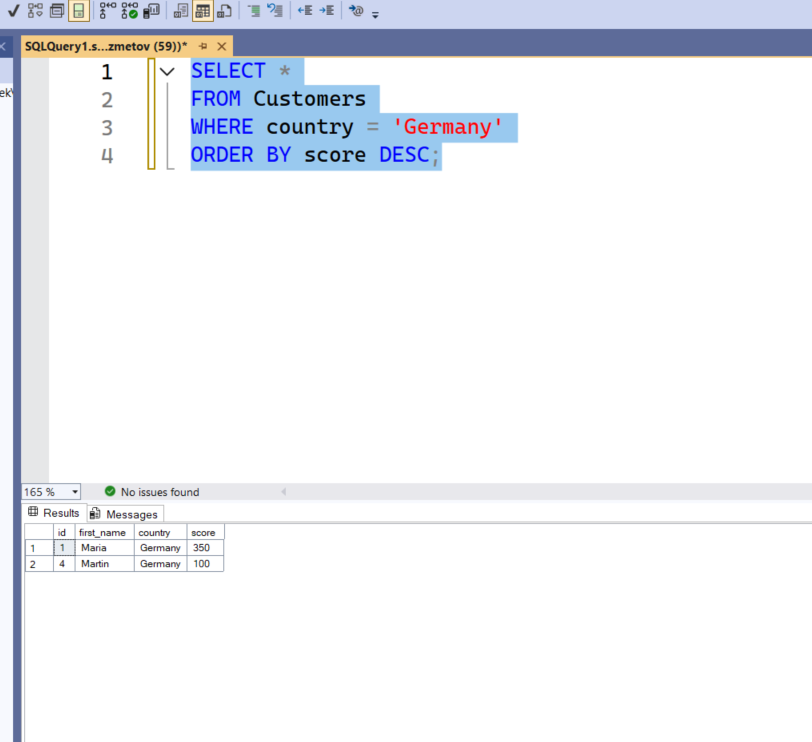 SQLQuery1.s...zmetov (59))*
1 SELECT *
2 FROM Customers
3 WHERE country = 'Germany'
4 ORDER BY score DESC;
165 %
No issues found
Results
Messages
id first_name country score
1 1 Maria Germany 350
2 4 Martin Germany 100